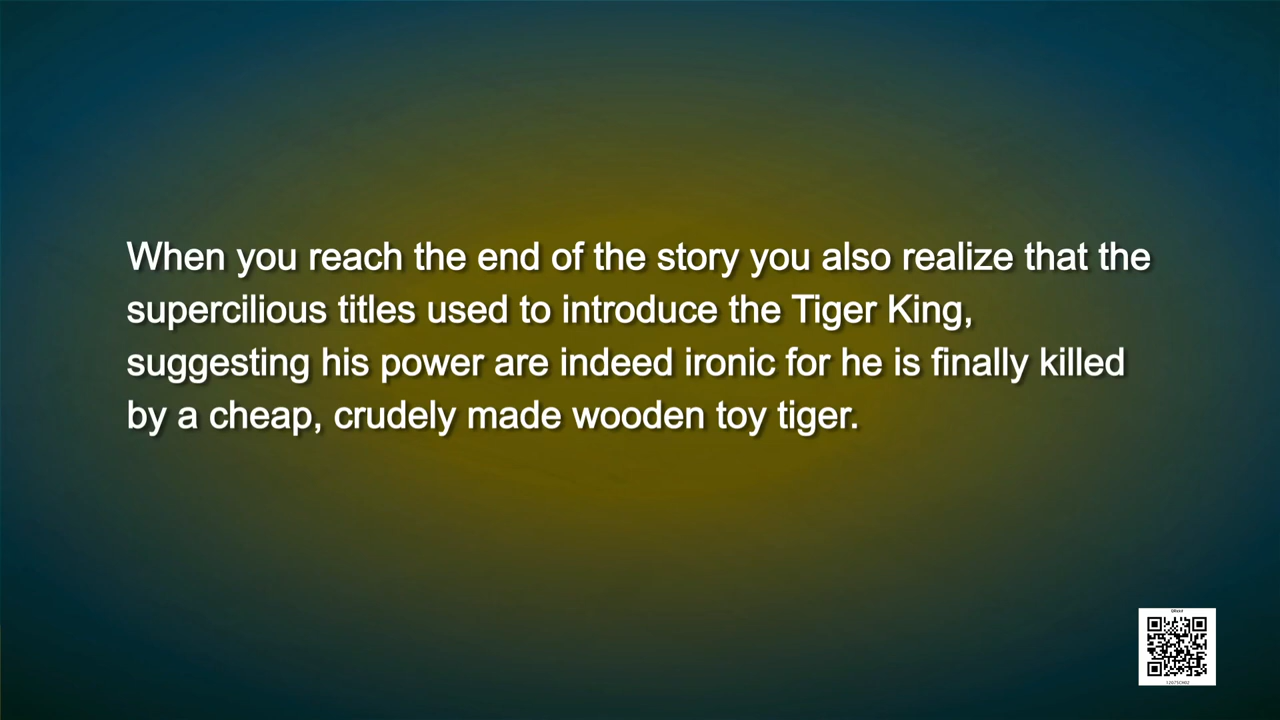 When you reach the end of the story you also realize that the
supercilious titles used to introduce the Tiger King,
suggesting his power are indeed ironic for he is finally killed
by a cheap, crudely made wooden toy tiger.